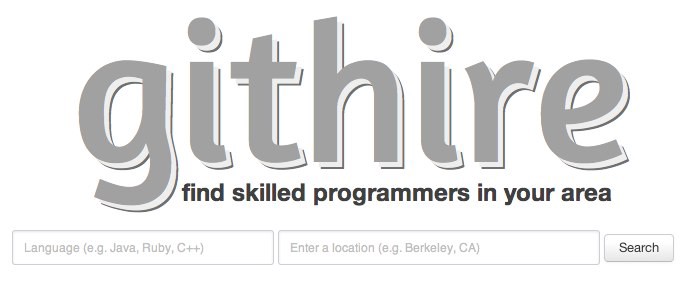 githire
find skilled programmers in your area
Language (e.g. Java, Ruby, C++) Enter a location (e.g. Berkeley, CA) Search